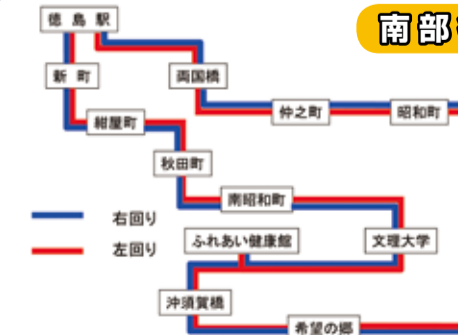 徳島駅
南部
新町
両国橋
紺屋町
仲之町
昭和町
秋田町
南昭和町
右回り
左回り
ふれあい健康館
文理大学
沖須賀橋
希望の郷